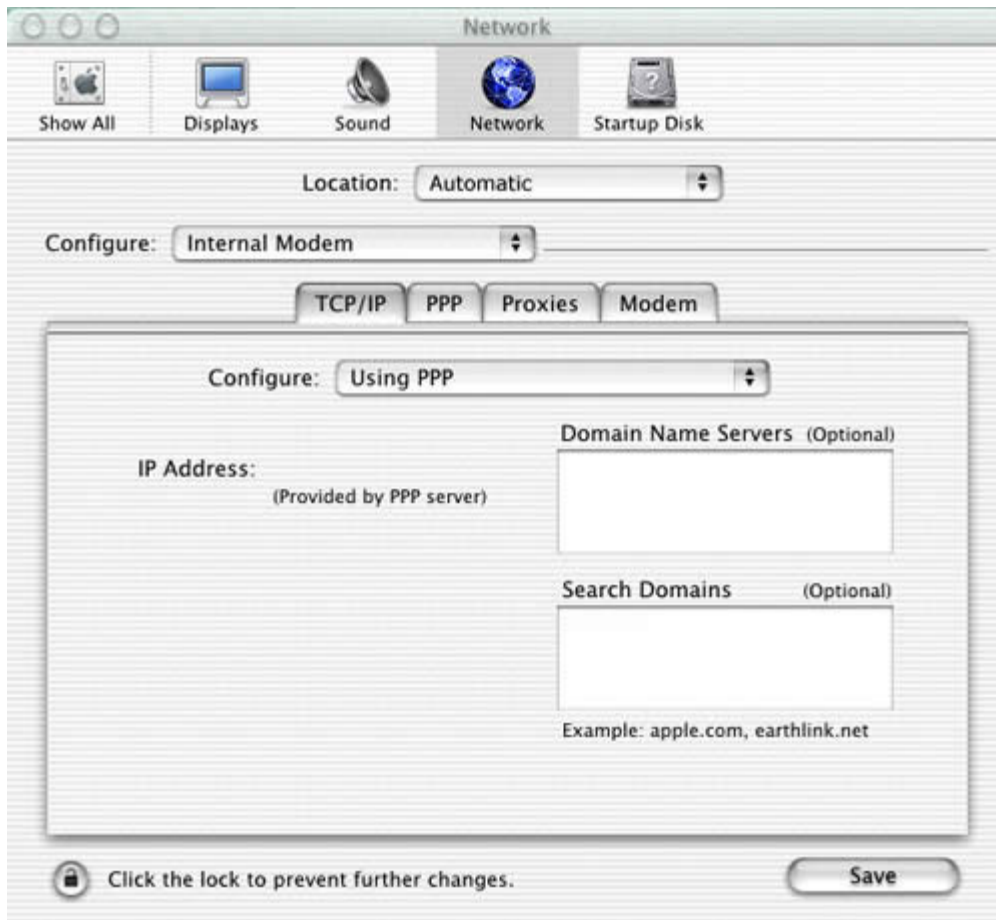 Network
Show All Displays Sound Network Startup Disk
Location: Automatic
Configure: Internal Modem
TCP/IP PPP Proxies Modem
Configure: Using PPP
Domain Name Servers (Optional)
IP Address:
(Provided by PPP server)
Search Domains (Optional)
Example: apple.com, earthlink.net
Click the lock to prevent further changes. Save